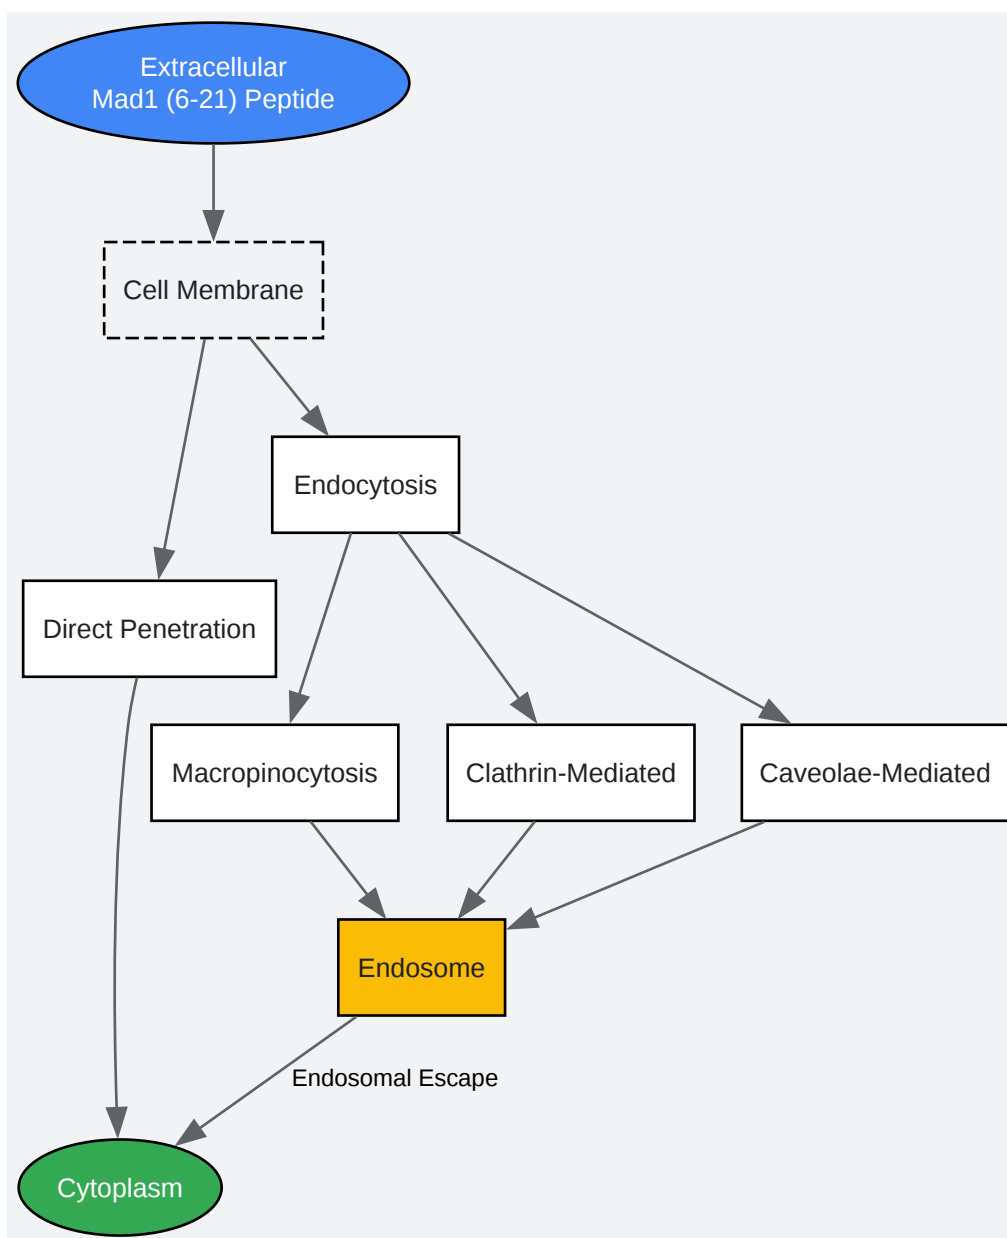 Extracellular
Mad1 (6-21) Peptide
Cell Membrane
Endocytosis
Direct Penetration
Macropinocytosis
Clathrin-Mediated
Caveolae-Mediated
Endosome
Endosomal Escape
Cytoplasm